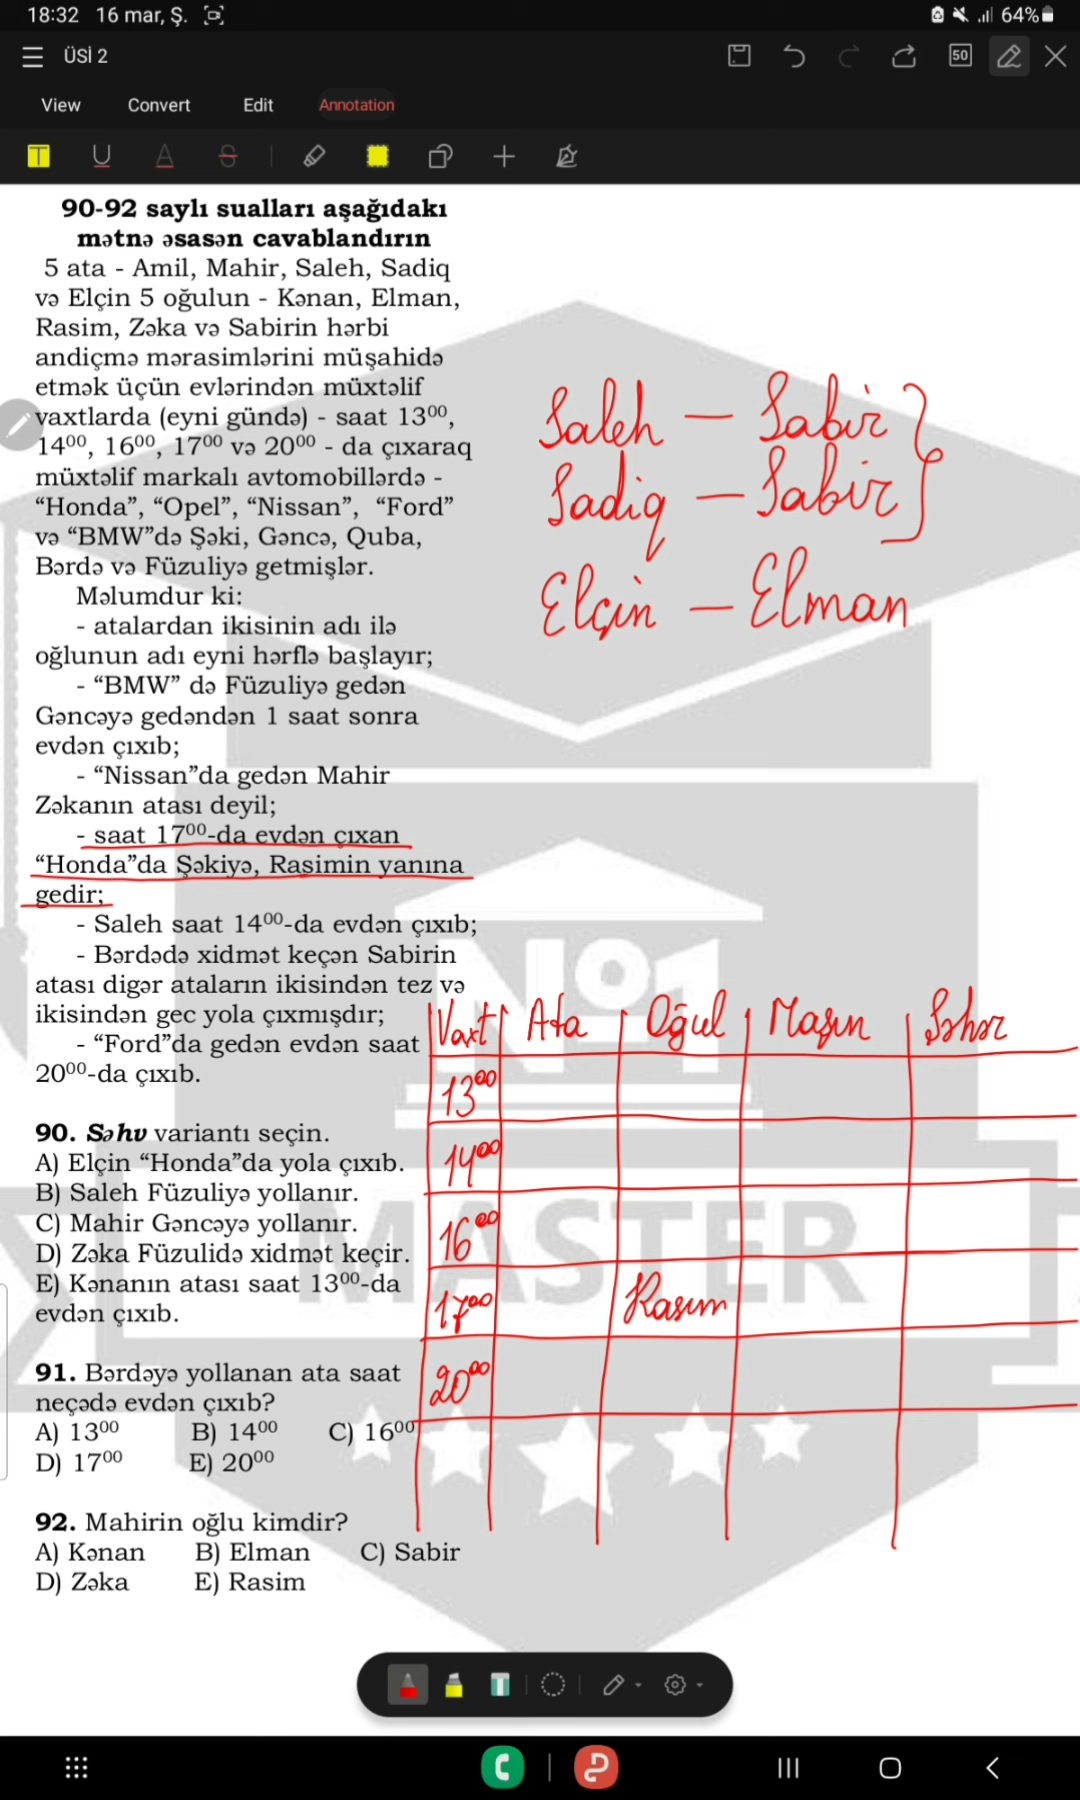 18:32 16 mar, Ş. 64%
ÜSİ 2 50
View Convert Edit Annotation
90-92 saylı sualları aşağıdakı
mətnə əsasən cavablandırın
5 ata - Amil, Mahir, Saleh, Sadiq
və Elçin 5 oğulun - Kənan, Elman,
Rasim, Zəka və Sabirin hərbi
andiçmə mərasimlərini müşahidə
etmək üçün evlərindən müxtəlif
vaxtlarda (eyni gündə) - saat 13⁰⁰,
14⁰⁰, 16⁰⁰, 17⁰⁰ və 20⁰⁰ - da çıxaraq
müxtəlif markalı avtomobillərdə -
“Honda”, “Opel”, “Nissan”, “Ford”
və “BMW”də Şəki, Gəncə, Quba,
Bərdə və Füzuliyə getmişlər.
Məlumdur ki:
- atalardan ikisinin adı ilə
oğlunun adı eyni hərflə başlayır;
- “BMW” də Füzuliyə gedən
Gəncəyə gedəndən 1 saat sonra
evdən çıxıb;
- “Nissan”da gedən Mahir
Zəkanın atası deyil;
- saat 17⁰⁰-da evdən çıxan
“Honda”da Şəkiyə, Rasimin yanına
gedir;
- Saleh saat 14⁰⁰-da evdən çıxıb;
- Bərdədə xidmət keçən Sabirin
atası digər ataların ikisindən tez və
ikisindən gec yola çıxmışdır;
- “Ford”da gedən evdən saat
20⁰⁰-da çıxıb.
90. Səhv variantı seçin.
A) Elçin “Honda”da yola çıxıb.
B) Saleh Füzuliyə yollanır.
C) Mahir Gəncəyə yollanır.
D) Zəka Füzulidə xidmət keçir.
E) Kənanın atası saat 13⁰⁰-da
evdən çıxıb.
91. Bərdəyə yollanan ata saat
neçədə evdən çıxıb?
A) 13⁰⁰ B) 14⁰⁰ C) 16⁰⁰
D) 17⁰⁰ E) 20⁰⁰
92. Mahirin oğlu kimdir?
A) Kənan B) Elman C) Sabir
D) Zəka E) Rasim
Saleh – Sabir
Sadiq – Sabir
Elçin – Elman
Vaxt Ata Oğul Maşın Şəhər
13⁰⁰
14⁰⁰
16⁰⁰
17⁰⁰ Rasim
20⁰⁰
№1
MASTER